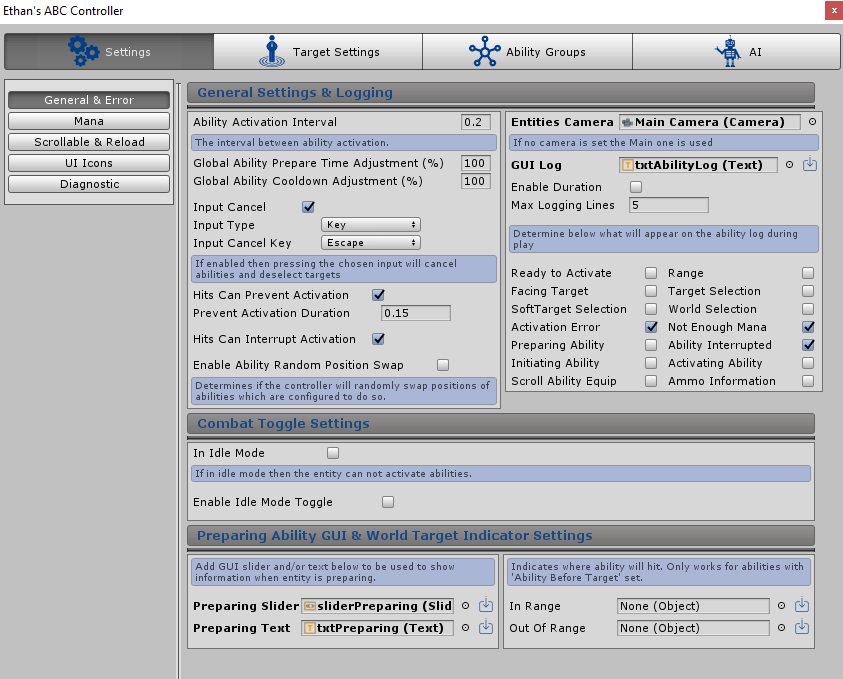 Ethan's ABC Controller
x
Settings
Target Settings
Ability Groups
AI
General & Error
Mana
Scrollable & Reload
UI Icons
Diagnostic
General Settings & Logging
Ability Activation Interval 0.2
The interval between ability activation.
Global Ability Prepare Time Adjustment (%) 100
Global Ability Cooldown Adjustment (%) 100
Input Cancel
Input Type Key
Input Cancel Key Escape
If enabled then pressing the chosen input will cancel
abilities and deselect targets
Hits Can Prevent Activation
Prevent Activation Duration 0.15
Hits Can Interrupt Activation
Enable Ability Random Position Swap
Determines if the controller will randomly swap positions of
abilities which are configured to do so.
Entities Camera Main Camera (Camera)
If no camera is set the Main one is used
GUI Log txtAbilityLog (Text)
Enable Duration
Max Logging Lines 5
Determine below what will appear on the ability log during
play
Ready to Activate Range
Facing Target Target Selection
SoftTarget Selection World Selection
Activation Error Not Enough Mana
Preparing Ability Ability Interrupted
Initiating Ability Activating Ability
Scroll Ability Equip Ammo Information
Combat Toggle Settings
In Idle Mode
If in idle mode then the entity can not activate abilities.
Enable Idle Mode Toggle
Preparing Ability GUI & World Target Indicator Settings
Add GUI slider and/or text below to be used to show
information when entity is preparing.
Preparing Slider sliderPreparing (Slid
Preparing Text txtPreparing (Text)
Indicates where ability will hit. Only works for abilities with
'Ability Before Target' set.
In Range None (Object)
Out Of Range None (Object)